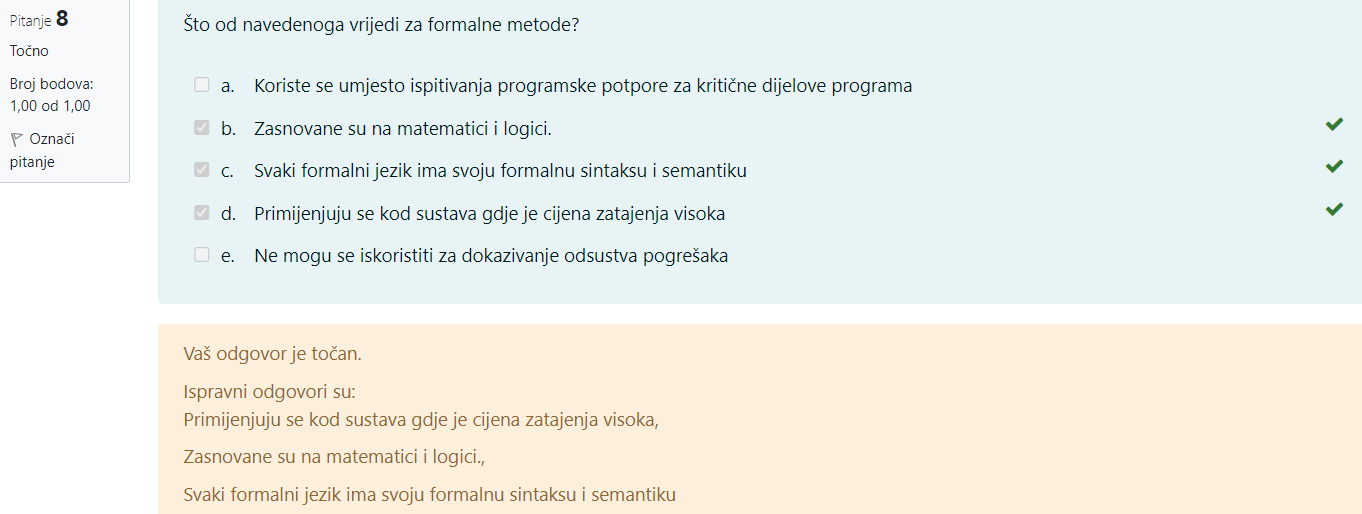 Pitanje 8
Točno
Broj bodova:
1,00 od 1,00
Označi
pitanje
Što od navedenoga vrijedi za formalne metode?
a. Koriste se umjesto ispitivanja programske potpore za kritične dijelove programa
b. Zasnovane su na matematici i logici.
c. Svaki formalni jezik ima svoju formalnu sintaksu i semantiku
d. Primijenjuju se kod sustava gdje je cijena zatajenja visoka
e. Ne mogu se iskoristiti za dokazivanje odsustva pogrešaka
Vaš odgovor je točan.
Ispravni odgovori su:
Primijenjuju se kod sustava gdje je cijena zatajenja visoka,
Zasnovane su na matematici i logici.,
Svaki formalni jezik ima svoju formalnu sintaksu i semantiku